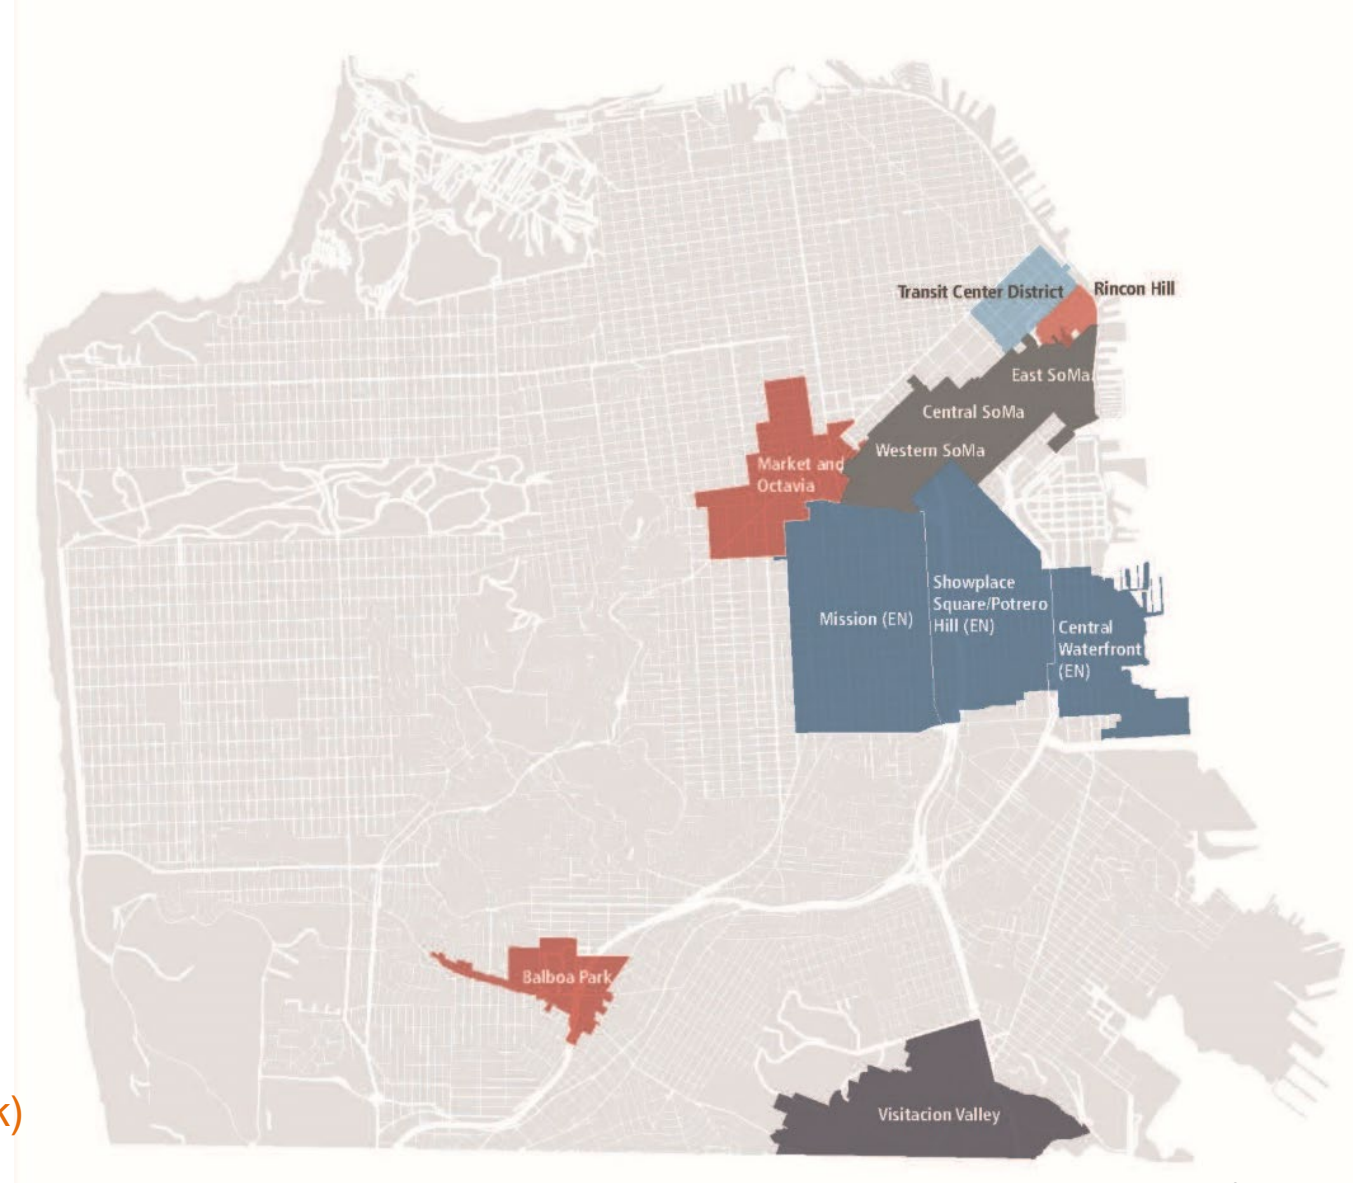 Transit Center District
Rincon Hill
East SoMa
Central SoMa
Western SoMa
Market and
Octavia
Showplace
Square/Potrero
Hill (EN)
Mission (EN)
Central
Waterfront
(EN)
Balboa Park
k)
Visitacion Valley